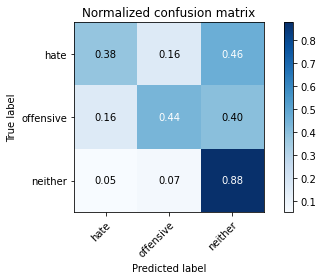 Normalized confusion matrix
hate 0.38 0.16 0.46
offensive 0.16 0.44 0.40
neither 0.05 0.07 0.88
True label
hate offensive neither
Predicted label
0.8
0.7
0.6
0.5
0.4
0.3
0.2
0.1